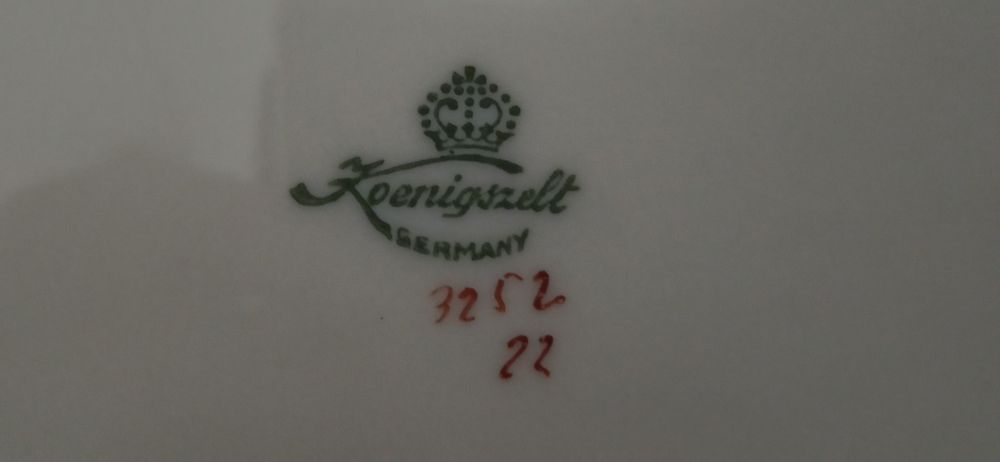 Koenigszelt
GERMANY
3252
22